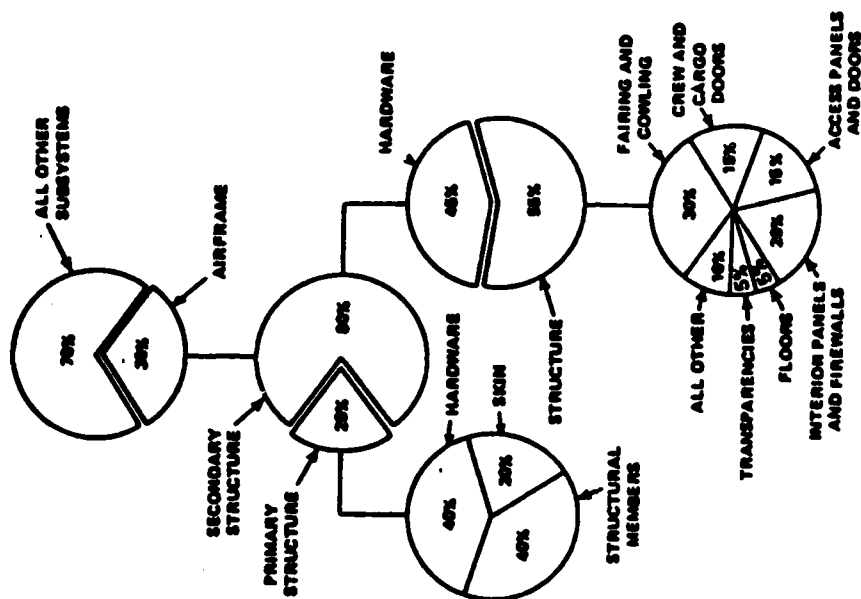 ALL OTHER
SUBSYSTEMS
70%
30%
AIRFRAME
SECONDARY
STRUCTURE
80%
20%
PRIMARY
STRUCTURE
HARDWARE
40%
SKIN
20%
40%
STRUCTURAL
MEMBERS
HARDWARE
45%
55%
STRUCTURE
FAIRING AND
COWLING
CREW AND
CARGO
DOORS
30%
15%
15%
ACCESS PANELS
AND DOORS
20%
10%
5%
5%
ALL OTHER
TRANSPARENCIES
FLOORS
INTERIOR PANELS
AND FIREWALLS